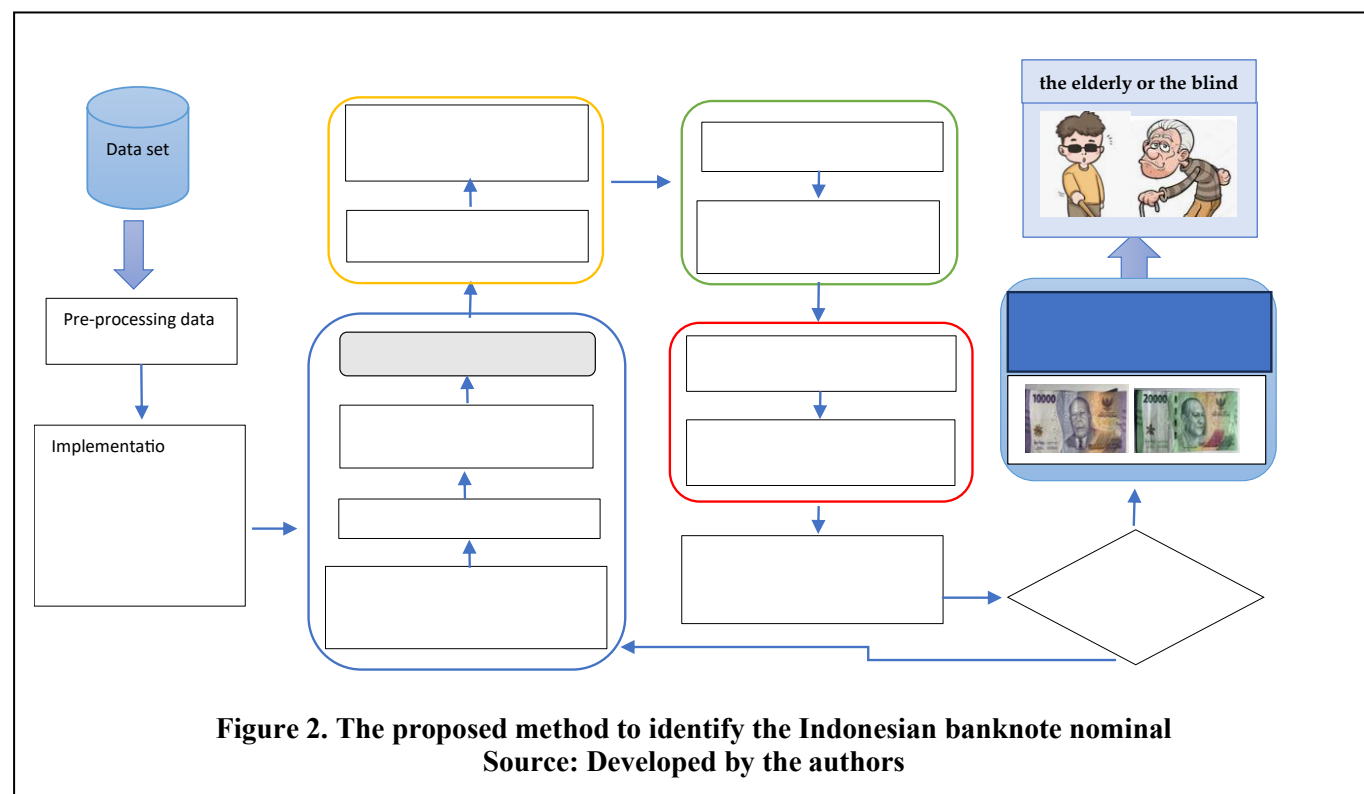 the elderly or the blind
Data set
Pre-processing data
Implementatio
10000
20000
Figure 2. The proposed method to identify the Indonesian banknote nominal
Source: Developed by the authors